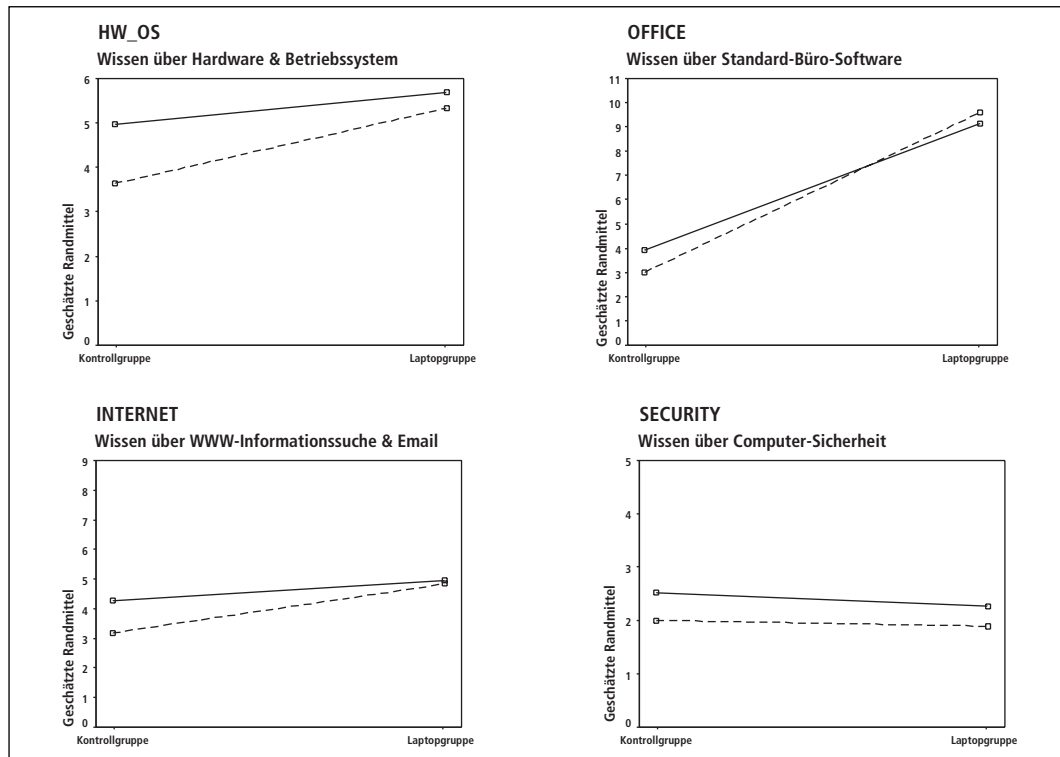 HW_OS
Wissen über Hardware & Betriebssystem
Geschätzte Randmittel
6
5
4
3
2
1
0
Kontrollgruppe
Laptopgruppe
OFFICE
Wissen über Standard-Büro-Software
Geschätzte Randmittel
11
10
9
8
7
6
5
4
3
2
1
0
Kontrollgruppe
Laptopgruppe
INTERNET
Wissen über WWW-Informationssuche & Email
Geschätzte Randmittel
9
8
7
6
5
4
3
2
1
0
Kontrollgruppe
Laptopgruppe
SECURITY
Wissen über Computer-Sicherheit
Geschätzte Randmittel
5
4
3
2
1
0
Kontrollgruppe
Laptopgruppe